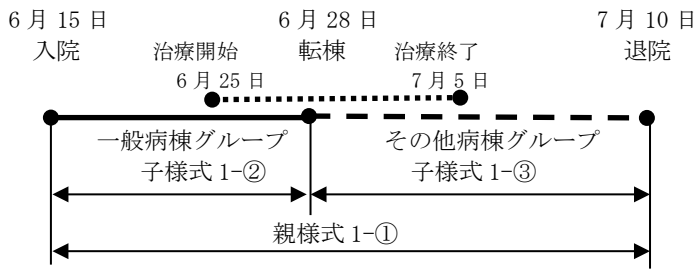 6 月 15 日 6 月 28 日 7 月 10 日
入院 治療開始 転棟 治療終了 退院
6 月 25 日 7 月 5 日
一般病棟グループ その他病棟グループ
子様式 1-② 子様式 1-③
親様式 1-①